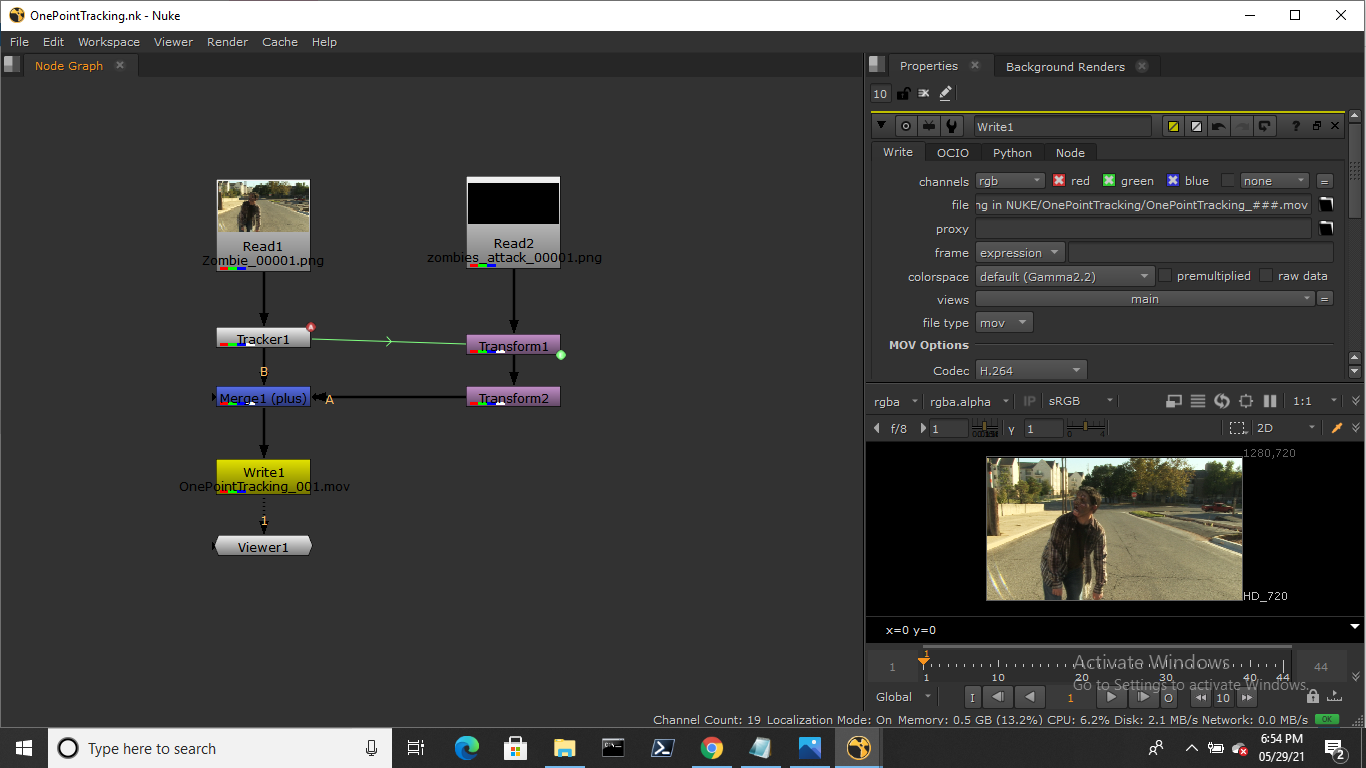 OnePointTracking.nk - Nuke
File Edit Workspace Viewer Render Cache Help
Node Graph
Properties
Background Renders
10
Write1
Write OCIO Python Node
channels rgb red green blue none =
file ng in NUKE/OnePointTracking/OnePointTracking_###.mov
proxy
frame expression
colorspace default (Gamma2.2) premultiplied raw data
views main =
file type mov
MOV Options
Codec H.264
Read1
Zombie_00001.png
Read2
zombies_attack_00001.png
Tracker1
Transform1
B
Merge1 (plus)
A
Transform2
Write1
OnePointTracking_001.mov
1
Viewer1
rgba rgba.alpha IP sRGB 1:1
f/8 1 y 1 0 4 2D
1280,720
HD_720
x=0 y=0
1
1 44
1 10 20 30 40 44
Activate Windows
Go to Settings to activate Windows.
Global I 1 O 10
Channel Count: 19 Localization Mode: On Memory: 0.5 GB (13.2%) CPU: 6.2% Disk: 2.1 MB/s Network: 0.0 MB/s OK
Type here to search
6:54 PM
05/29/21
2